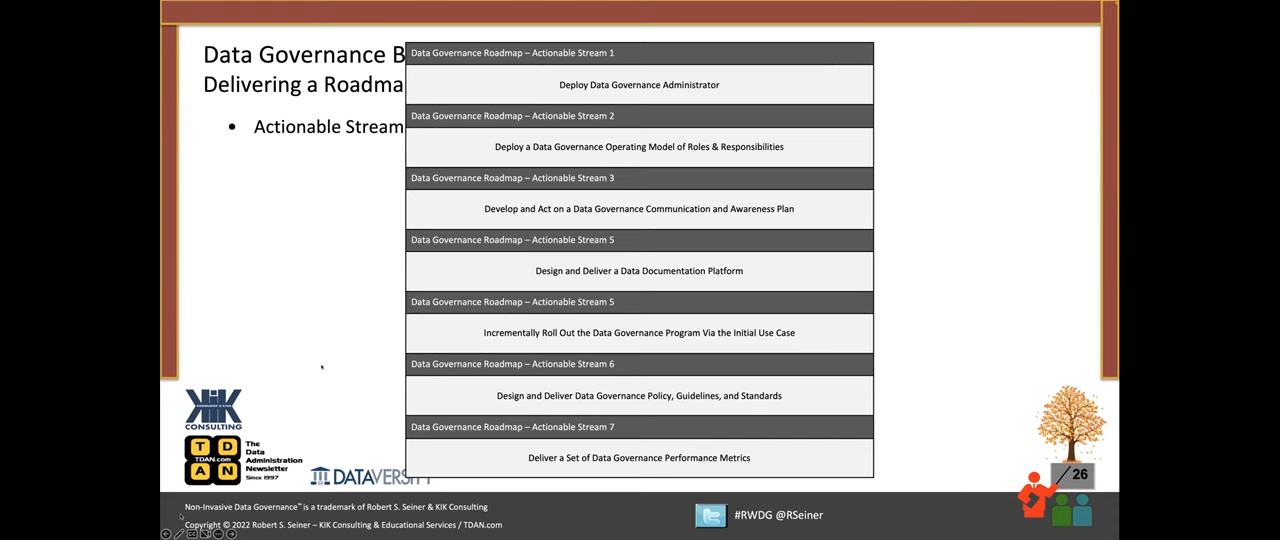 Data Governance B
Delivering a Roadma
• Actionable Stream
Data Governance Roadmap – Actionable Stream 1
Deploy Data Governance Administrator
Data Governance Roadmap – Actionable Stream 2
Deploy a Data Governance Operating Model of Roles & Responsibilities
Data Governance Roadmap – Actionable Stream 3
Develop and Act on a Data Governance Communication and Awareness Plan
Data Governance Roadmap – Actionable Stream 5
Design and Deliver a Data Documentation Platform
Data Governance Roadmap – Actionable Stream 5
Incrementally Roll Out the Data Governance Program Via the Initial Use Case
Data Governance Roadmap – Actionable Stream 6
Design and Deliver Data Governance Policy, Guidelines, and Standards
Data Governance Roadmap – Actionable Stream 7
Deliver a Set of Data Governance Performance Metrics
KIK
CONSULTING
TD
TDAN.com
AN
The
Data
Administration
Newsletter
Since 1997
DATAVERSITY
26
Non-Invasive Data Governance™ is a trademark of Robert S. Seiner & KIK Consulting
Copyright © 2022 Robert S. Seiner – KIK Consulting & Educational Services / TDAN.com
#RWDG @RSeiner